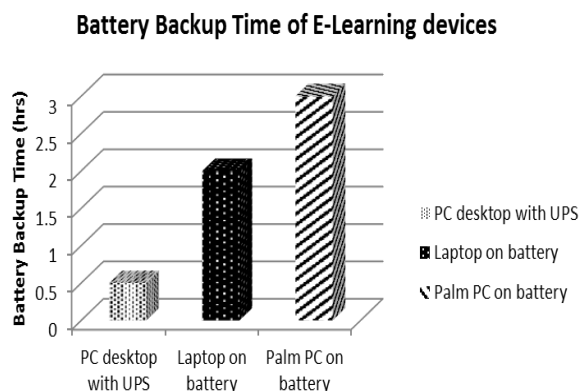 Battery Backup Time of E-Learning devices
Battery Backup Time (hrs)
3
2.5
2
1.5
1
0.5
0
PC desktop with UPS
Laptop on battery
Palm PC on battery
PC desktop
with UPS
Laptop on
battery
Palm PC on
battery